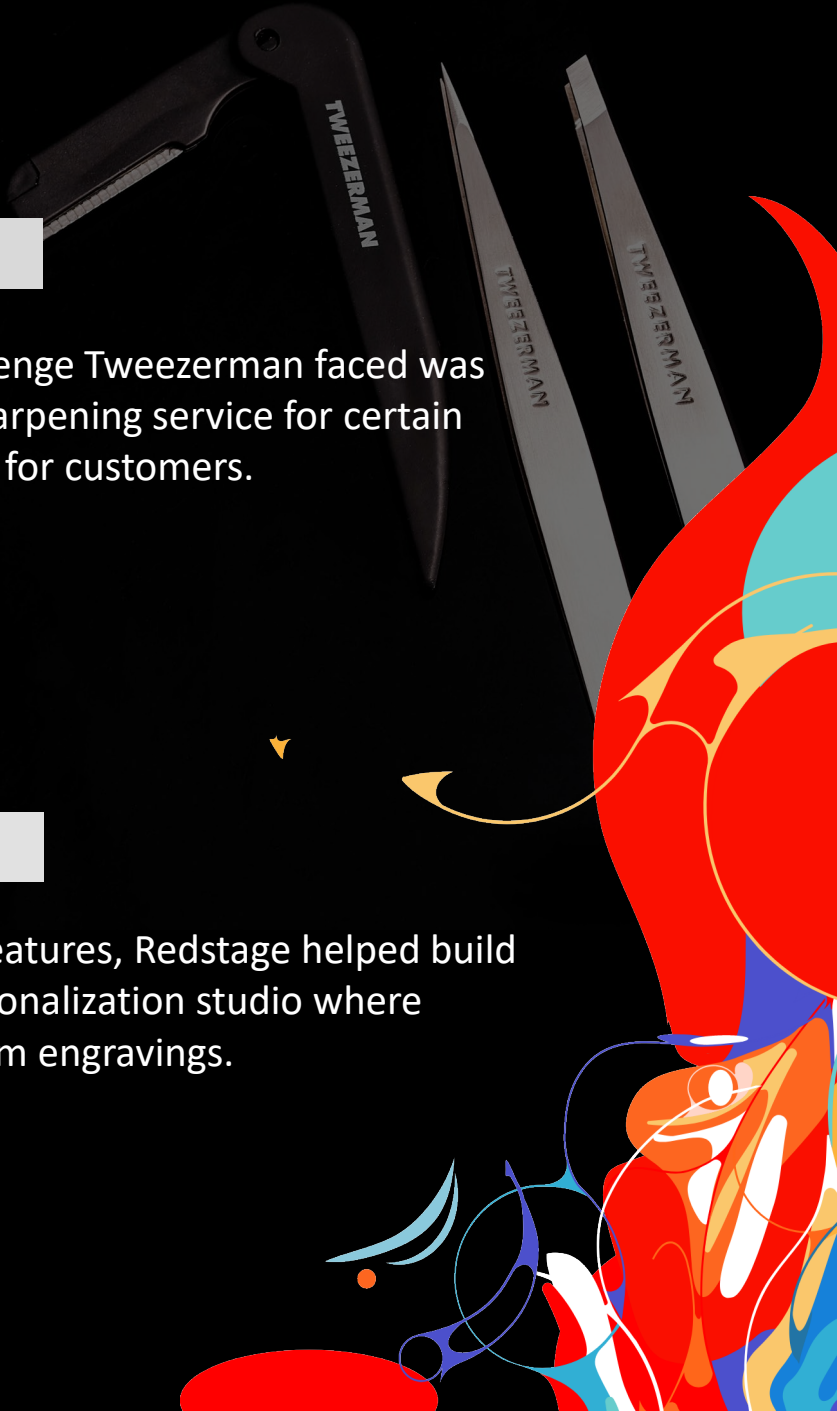 TWEEZERMAN
TWEEZERMAN
TWEEZERMAN
enge Tweezerman faced was
arpening service for certain
for customers.
eatures, Redstage helped build
onalization studio where
m engravings.